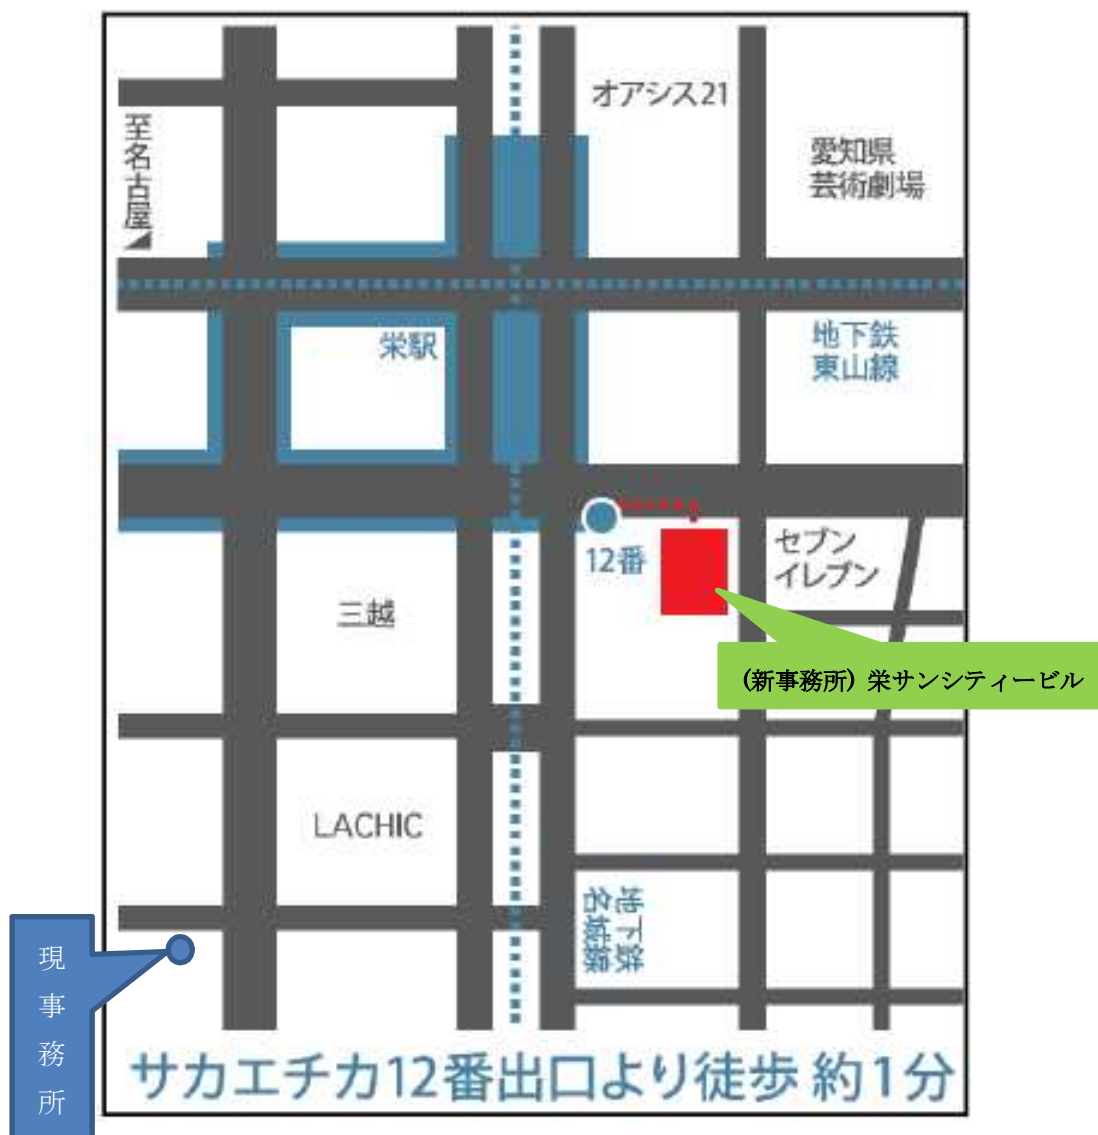 オアシス21
至名古屋
愛知県
芸術劇場
栄駅
地下鉄
東山線
12番
セブン
イレブン
三越
(新事務所) 栄サンシティービル
LACHIC
地下鉄
名城線
現事務所
サカエチカ12番出口より徒歩 約1分